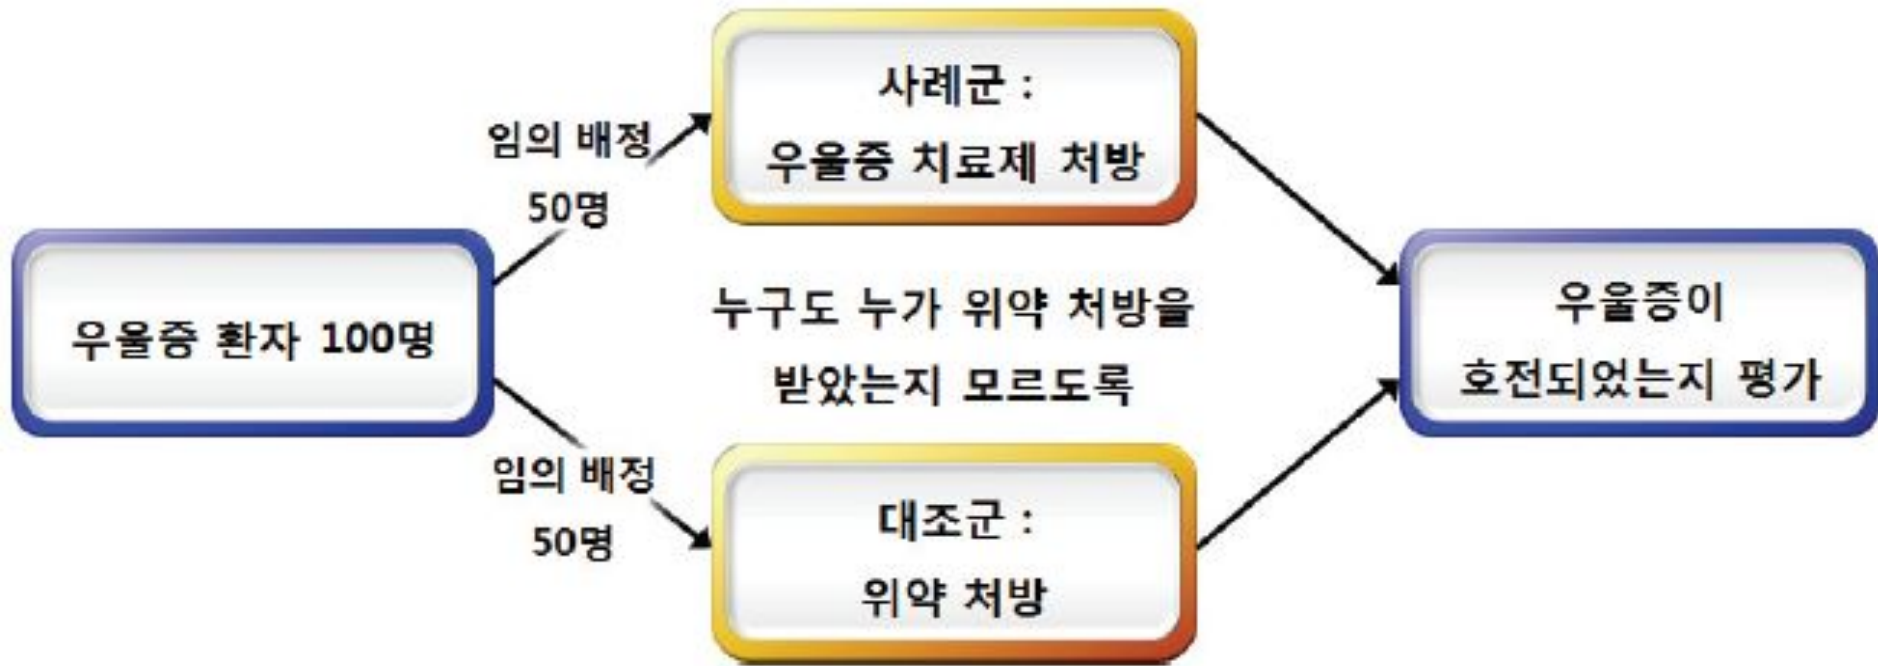 우울증 환자 100명
임의 배정
50명
사례군 :
우울증 치료제 처방
누구도 누가 위약 처방을
받았는지 모르도록
임의 배정
50명
대조군 :
위약 처방
우울증이
호전되었는지 평가